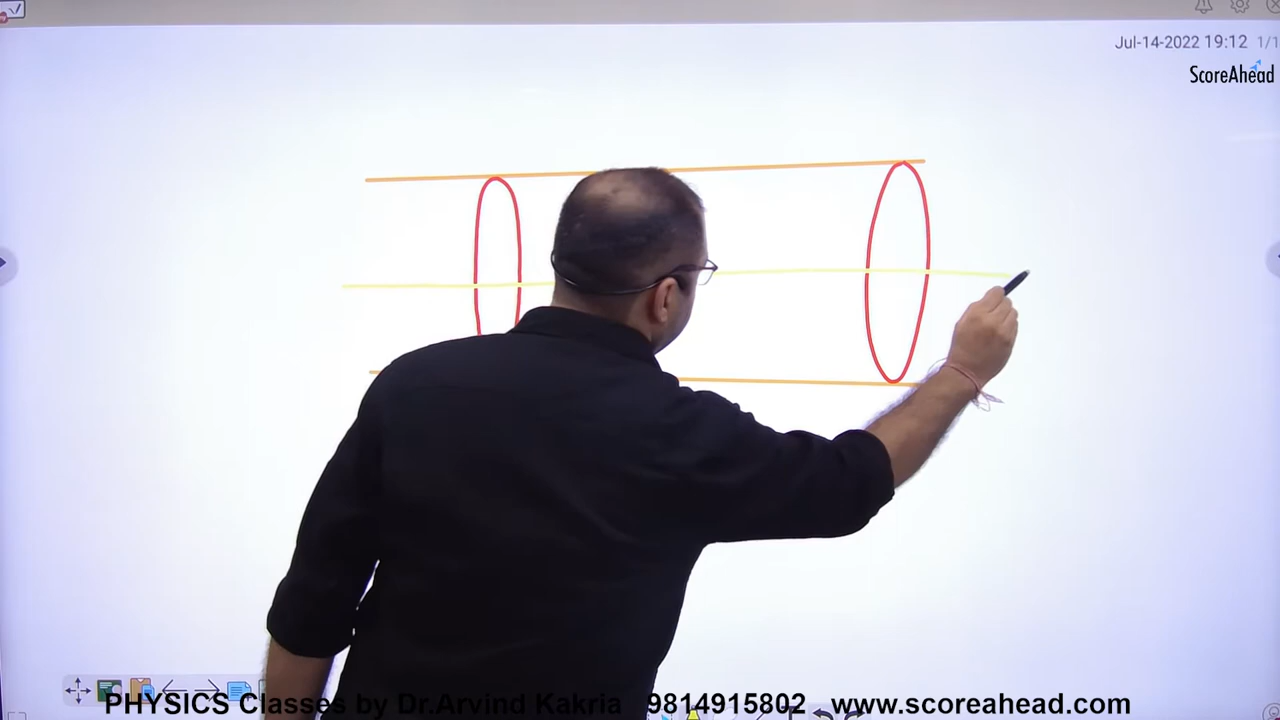 Jul-14-2022 19:12 1/1
ScoreAhead
PHYSICS Classes by Dr.Arvind Kakria 9814915802 www.scoreahead.com